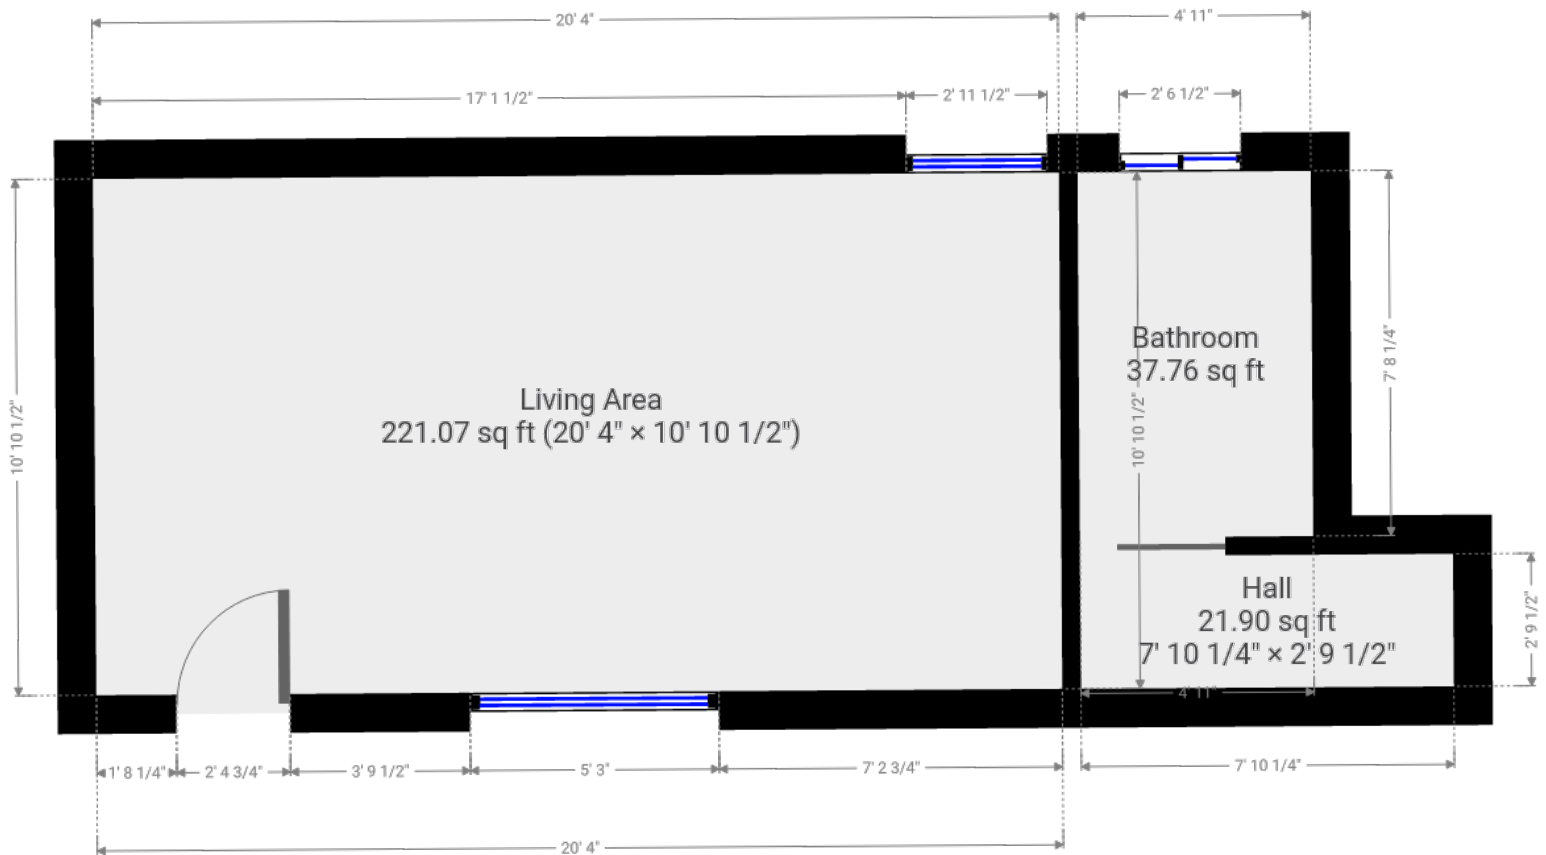 20' 4"
4' 11"
17' 1 1/2"
2' 11 1/2"
2' 6 1/2"
7' 8 1/4"
Bathroom
37.76 sq ft
Living Area
221.07 sq ft (20' 4" × 10' 10 1/2")
10' 10 1/2"
10' 10 1/2"
Hall
21.90 sq ft
7' 10 1/4" × 2' 9 1/2"
2' 9 1/2"
4' 11"
1' 8 1/4"
2' 4 3/4"
3' 9 1/2"
5' 3"
7' 2 3/4"
7' 10 1/4"
20' 4"